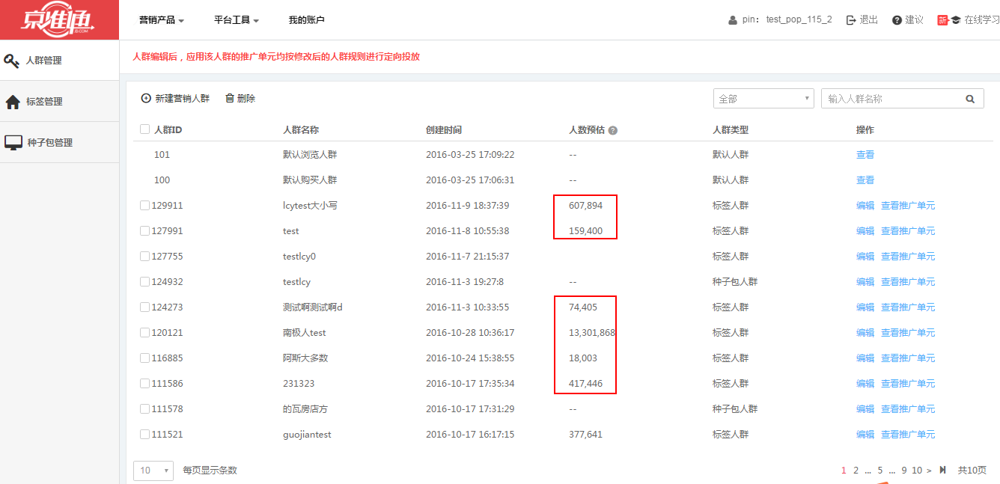 京准通
JD.COM
营销产品 平台工具 我的账户
pin: test_pop_115_2 退出 建议 新 在线学习
人群管理
标签管理
种子包管理
人群编辑后，应用该人群的推广单元均按修改后的人群规则进行定向投放
新建营销人群 删除 全部 输入人群名称
人群ID 人群名称 创建时间 人数预估 人群类型 操作
101 默认浏览人群 2016-03-25 17:09:22 -- 默认人群 查看
100 默认购买人群 2016-03-25 17:06:31 -- 默认人群 查看
129911 lcytest大小写 2016-11-9 18:37:39 607,894 标签人群 编辑 查看推广单元
127991 test 2016-11-8 10:55:38 159,400 标签人群 编辑 查看推广单元
127755 testlcy0 2016-11-7 21:15:37 标签人群 编辑 查看推广单元
124932 testlcy 2016-11-3 19:27:8 -- 种子包人群 编辑 查看推广单元
124273 测试啊测试啊d 2016-11-3 10:33:55 74,405 标签人群 编辑 查看推广单元
120121 南极人test 2016-10-28 10:36:17 13,301,868 标签人群 编辑 查看推广单元
116885 阿斯大多数 2016-10-24 15:38:55 18,003 标签人群 编辑 查看推广单元
111586 231323 2016-10-17 17:35:34 417,446 标签人群 编辑 查看推广单元
111578 的瓦房店方 2016-10-17 17:31:29 -- 种子包人群 编辑 查看推广单元
111521 guojiantest 2016-10-17 16:17:15 377,641 标签人群 编辑 查看推广单元
10 每页显示条数 1 2 ... 5 ... 9 10 > 共10页